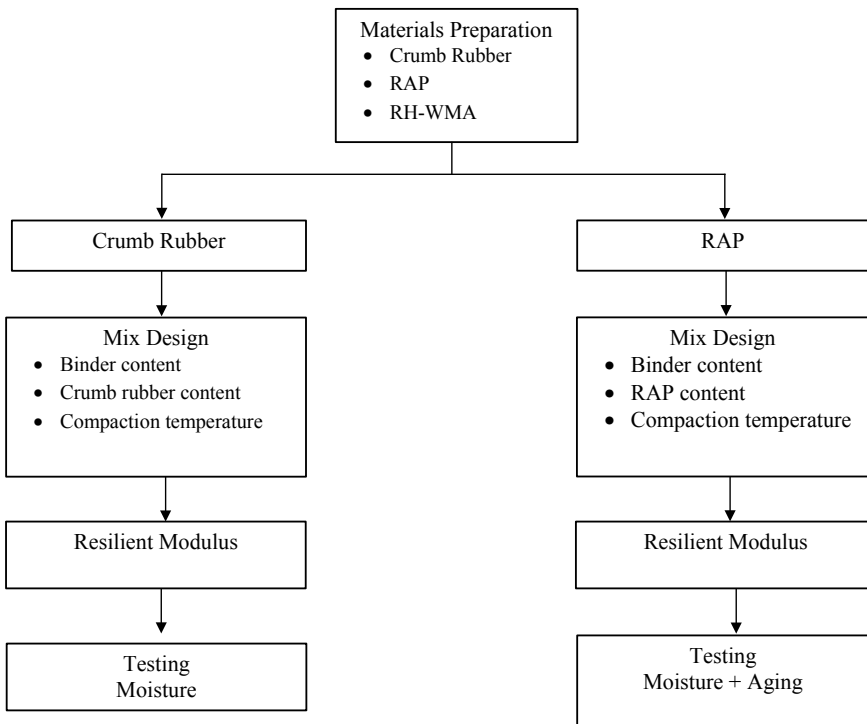 Materials Preparation
• Crumb Rubber
• RAP
• RH-WMA
Crumb Rubber
RAP
Mix Design
• Binder content
• Crumb rubber content
• Compaction temperature
Mix Design
• Binder content
• RAP content
• Compaction temperature
Resilient Modulus
Resilient Modulus
Testing
Moisture
Testing
Moisture + Aging